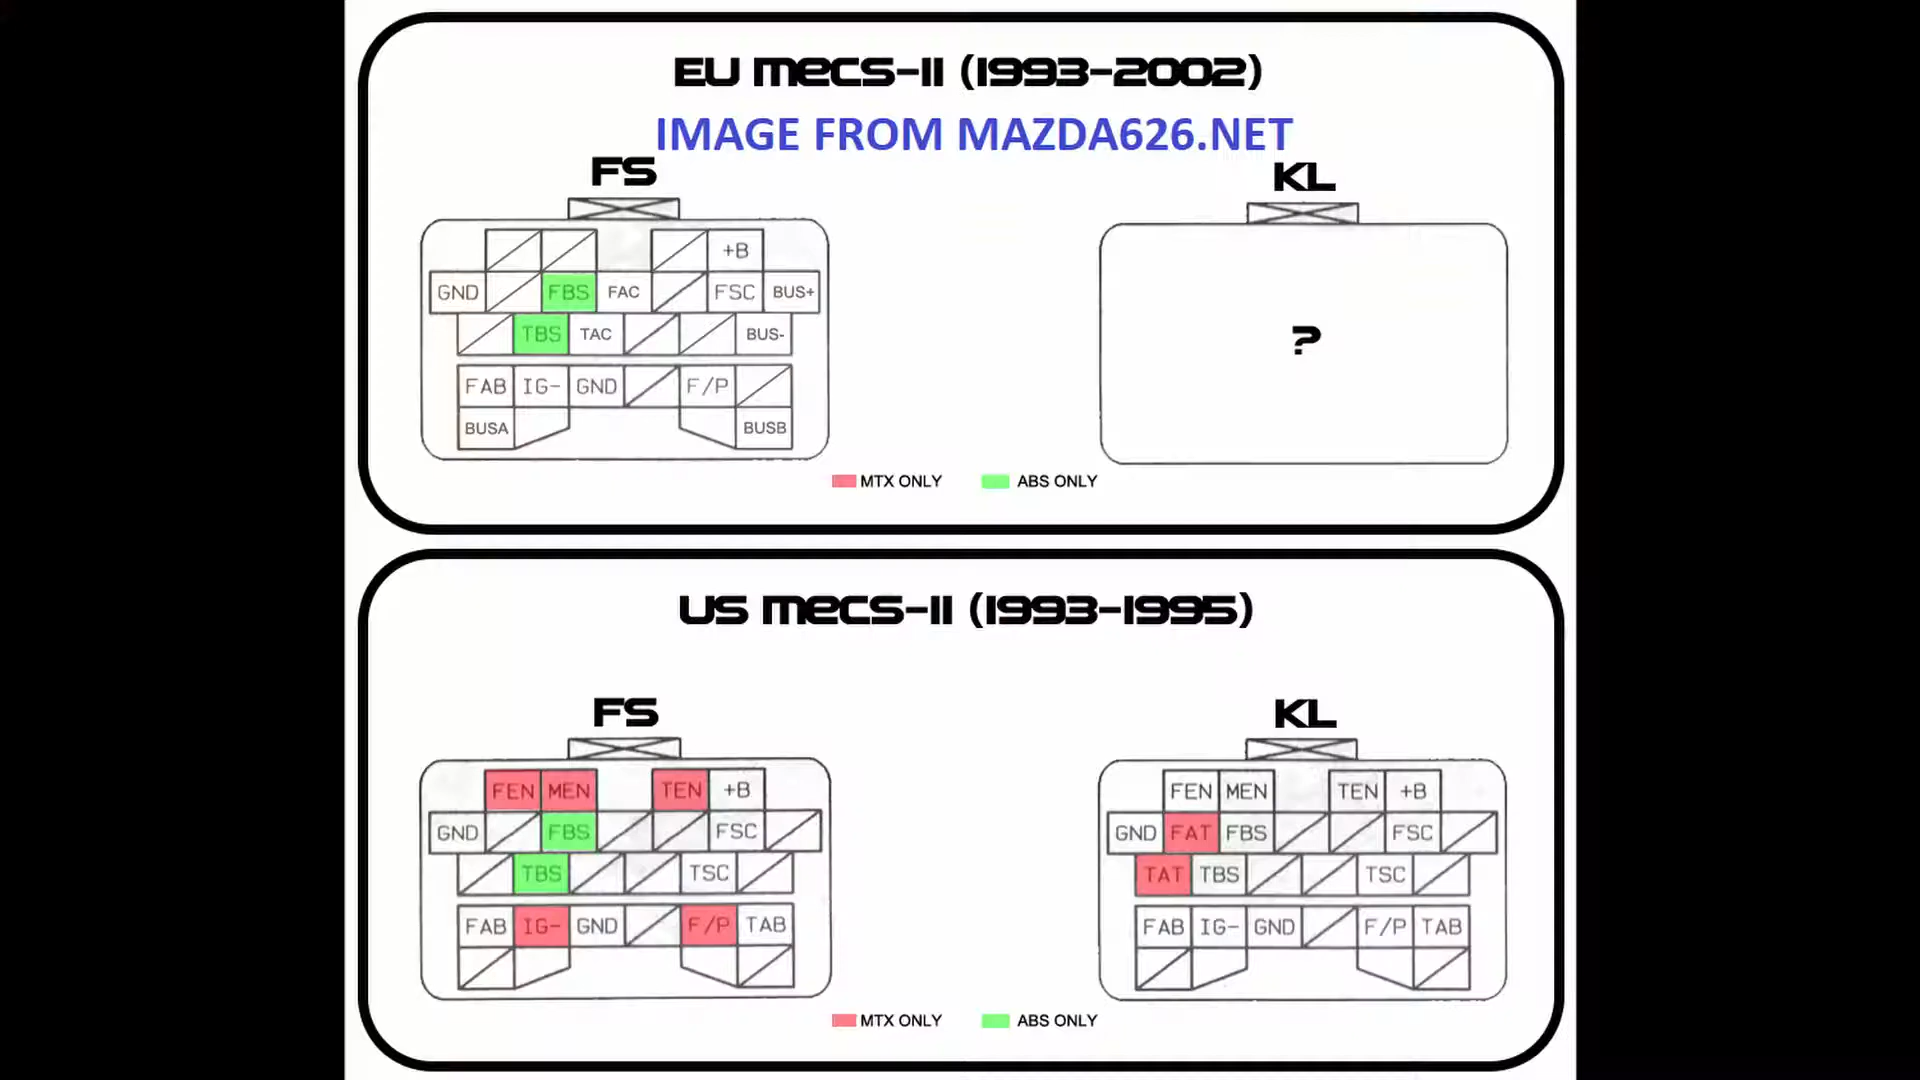 EU MECS-II (1993-2002)
IMAGE FROM MAZDA626.NET
FS
+B
GND FBS FAC FSC BUS+
TBS TAC BUS-
FAB IG- GND F/P
BUSA BUSB
KL
?
MTX ONLY ABS ONLY
US MECS-II (1993-1995)
FS
FEN MEN TEN +B
GND FBS FSC
TBS TSC
FAB IG- GND F/P TAB
KL
FEN MEN TEN +B
GND FAT FBS FSC
TAT TBS TSC
FAB IG- GND F/P TAB
MTX ONLY ABS ONLY